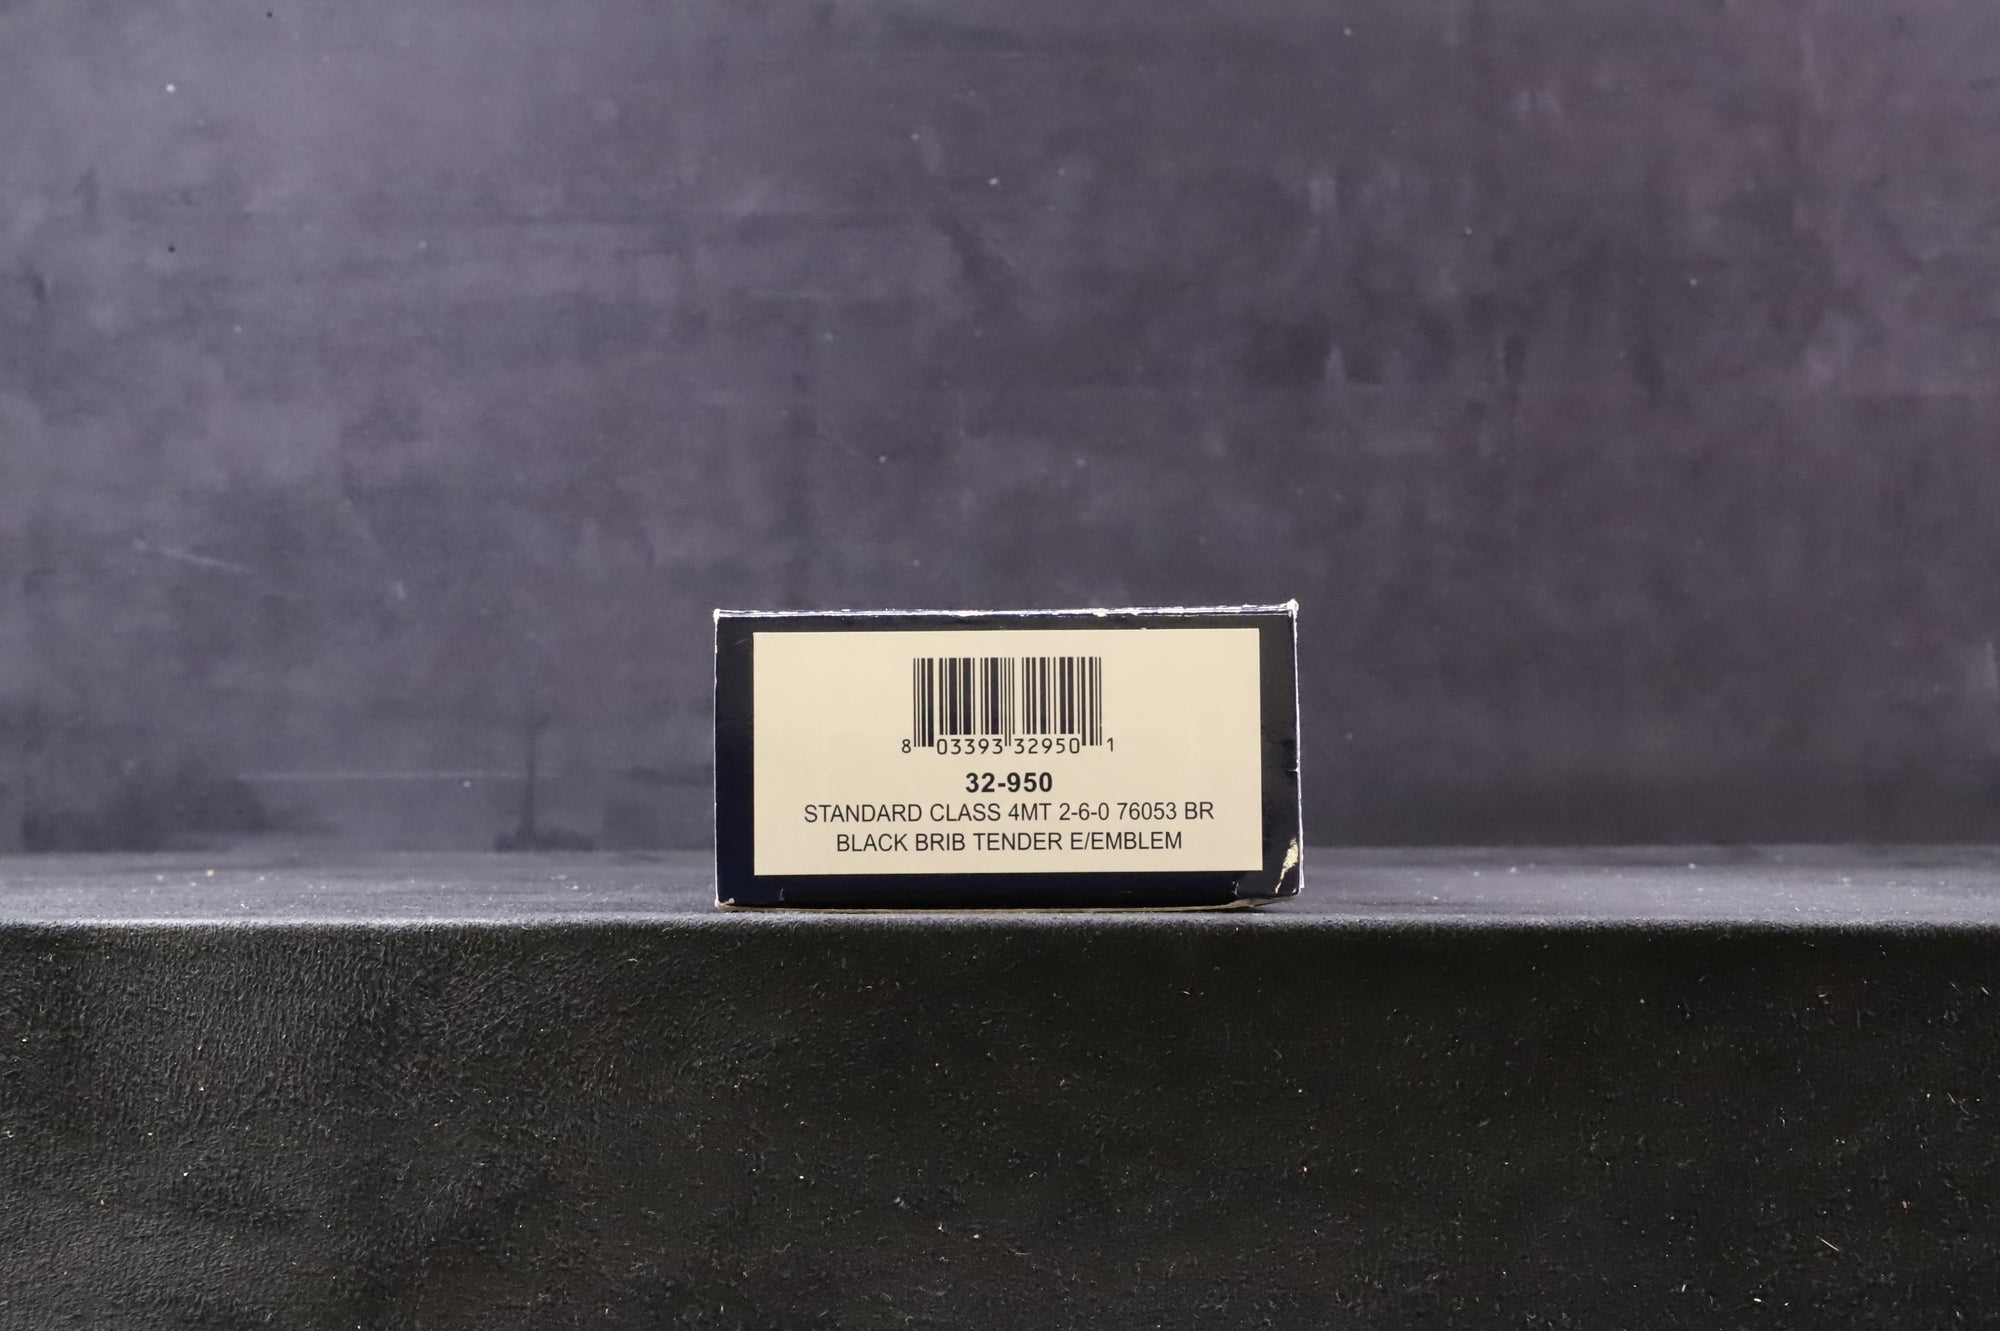 8 03393 32950 1
32-950
STANDARD CLASS 4MT 2-6-0 76053 BR
BLACK BRIB TENDER E/EMBLEM